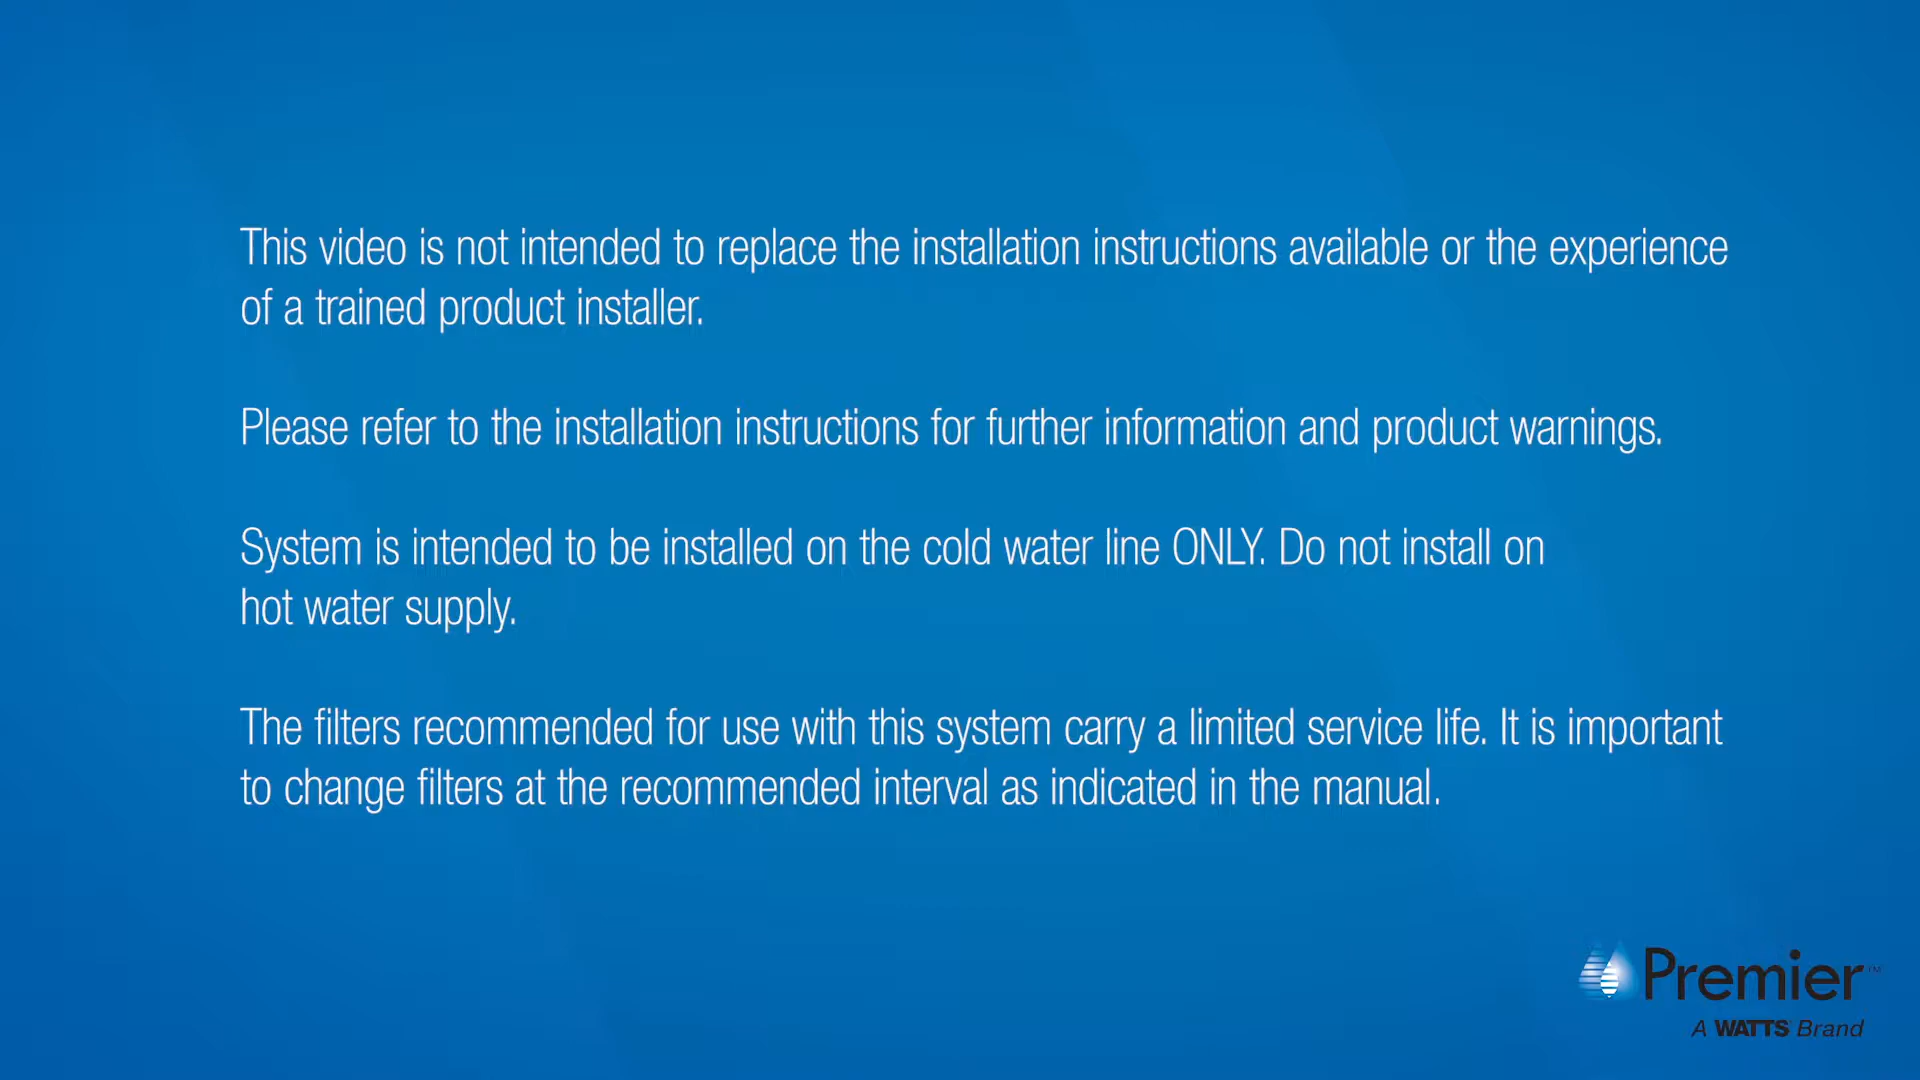 This video is not intended to replace the installation instructions available or the experience
of a trained product installer.
Please refer to the installation instructions for further information and product warnings.
System is intended to be installed on the cold water line ONLY. Do not install on
hot water supply.
The filters recommended for use with this system carry a limited service life. It is important
to change filters at the recommended interval as indicated in the manual.
Premier™
A WATTS Brand